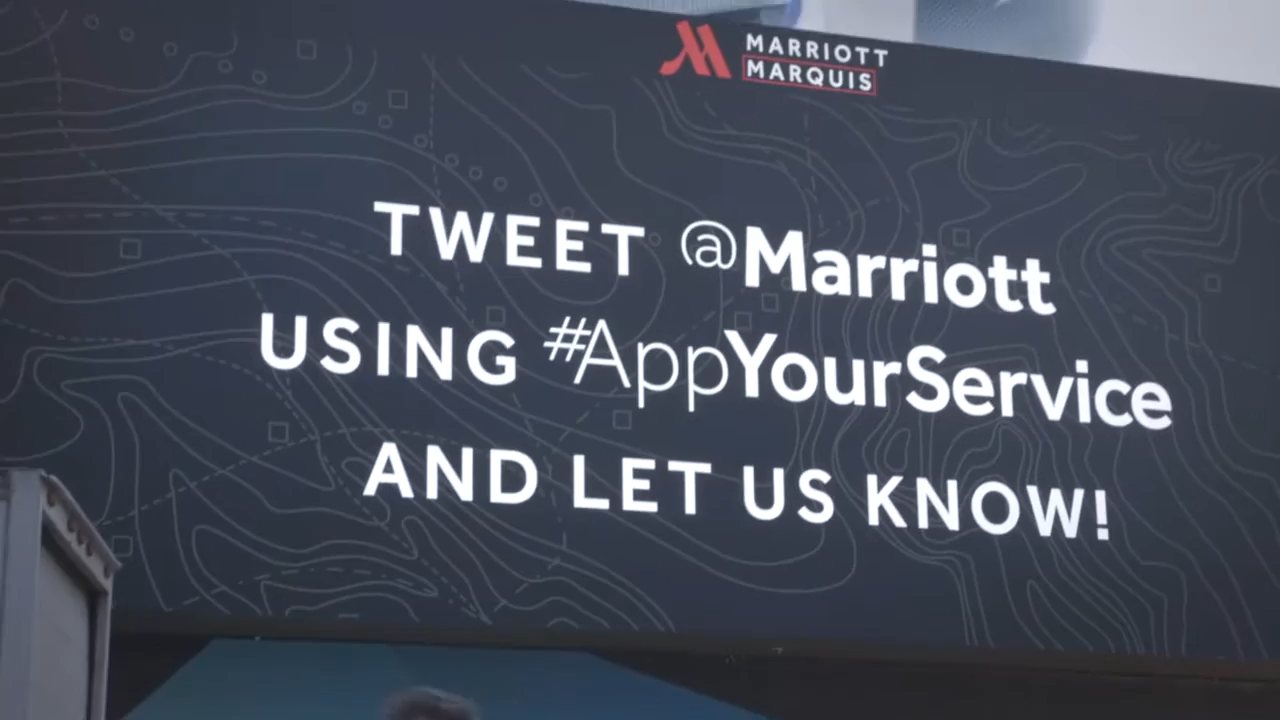 MARRIOTT
MARQUIS
TWEET @Marriott
USING #AppYourService
AND LET US KNOW!